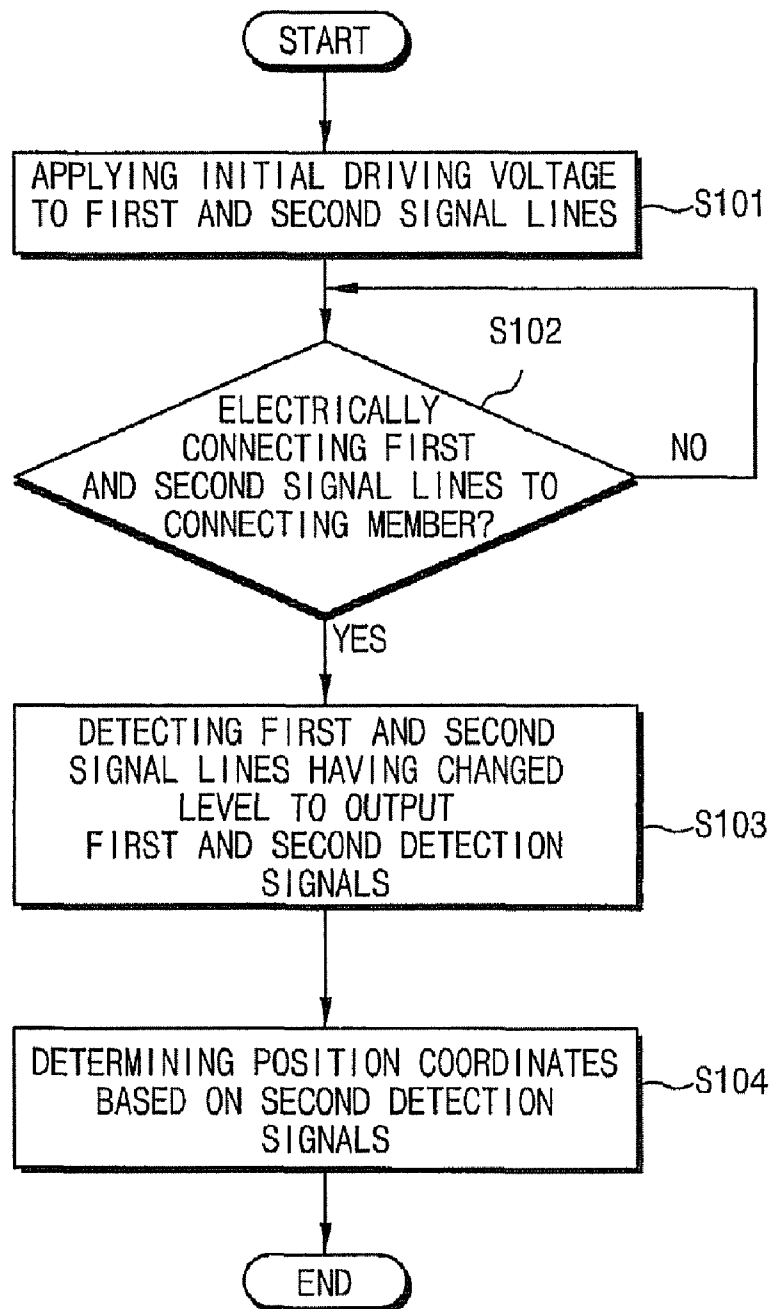 START
APPLYING INITIAL DRIVING VOLTAGE
TO FIRST AND SECOND SIGNAL LINES
S101
S102
ELECTRICALLY
CONNECTING FIRST
AND SECOND SIGNAL LINES TO
CONNECTING MEMBER?
NO
YES
DETECTING FIRST AND SECOND
SIGNAL LINES HAVING CHANGED
LEVEL TO OUTPUT
FIRST AND SECOND DETECTION
SIGNALS
S103
DETERMINING POSITION COORDINATES
BASED ON SECOND DETECTION
SIGNALS
S104
END